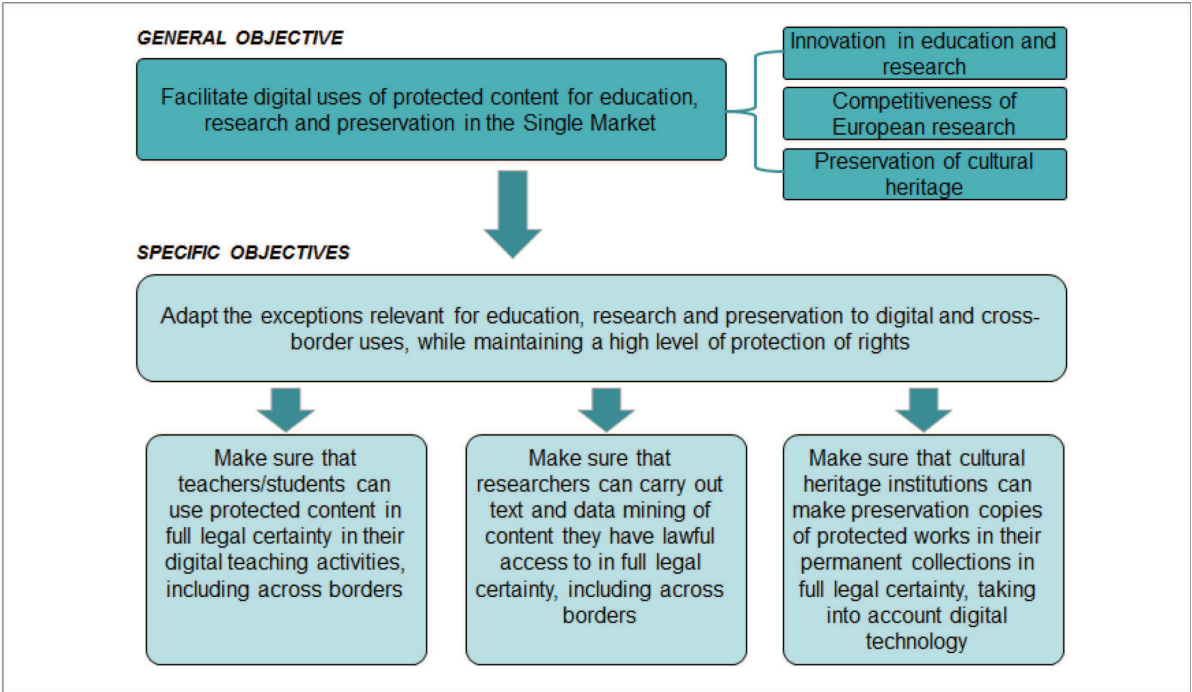 GENERAL OBJECTIVE
Facilitate digital uses of protected content for education,
research and preservation in the Single Market
Innovation in education and
research
Competitiveness of
European research
Preservation of cultural
heritage
SPECIFIC OBJECTIVES
Adapt the exceptions relevant for education, research and preservation to digital and cross-
border uses, while maintaining a high level of protection of rights
Make sure that
teachers/students can
use protected content in
full legal certainty in their
digital teaching activities,
including across borders
Make sure that
researchers can carry out
text and data mining of
content they have lawful
access to in full legal
certainty, including across
borders
Make sure that cultural
heritage institutions can
make preservation copies
of protected works in their
permanent collections in
full legal certainty, taking
into account digital
technology